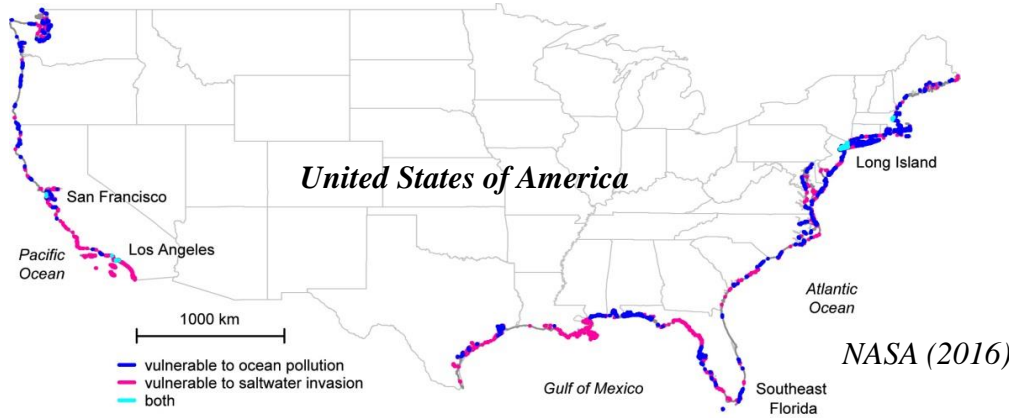 United States of America
San Francisco
Long Island
Los Angeles
Pacific
Ocean
Atlantic
Ocean
1000 km
vulnerable to ocean pollution
vulnerable to saltwater invasion
both
Gulf of Mexico
Southeast
Florida
NASA (2016)